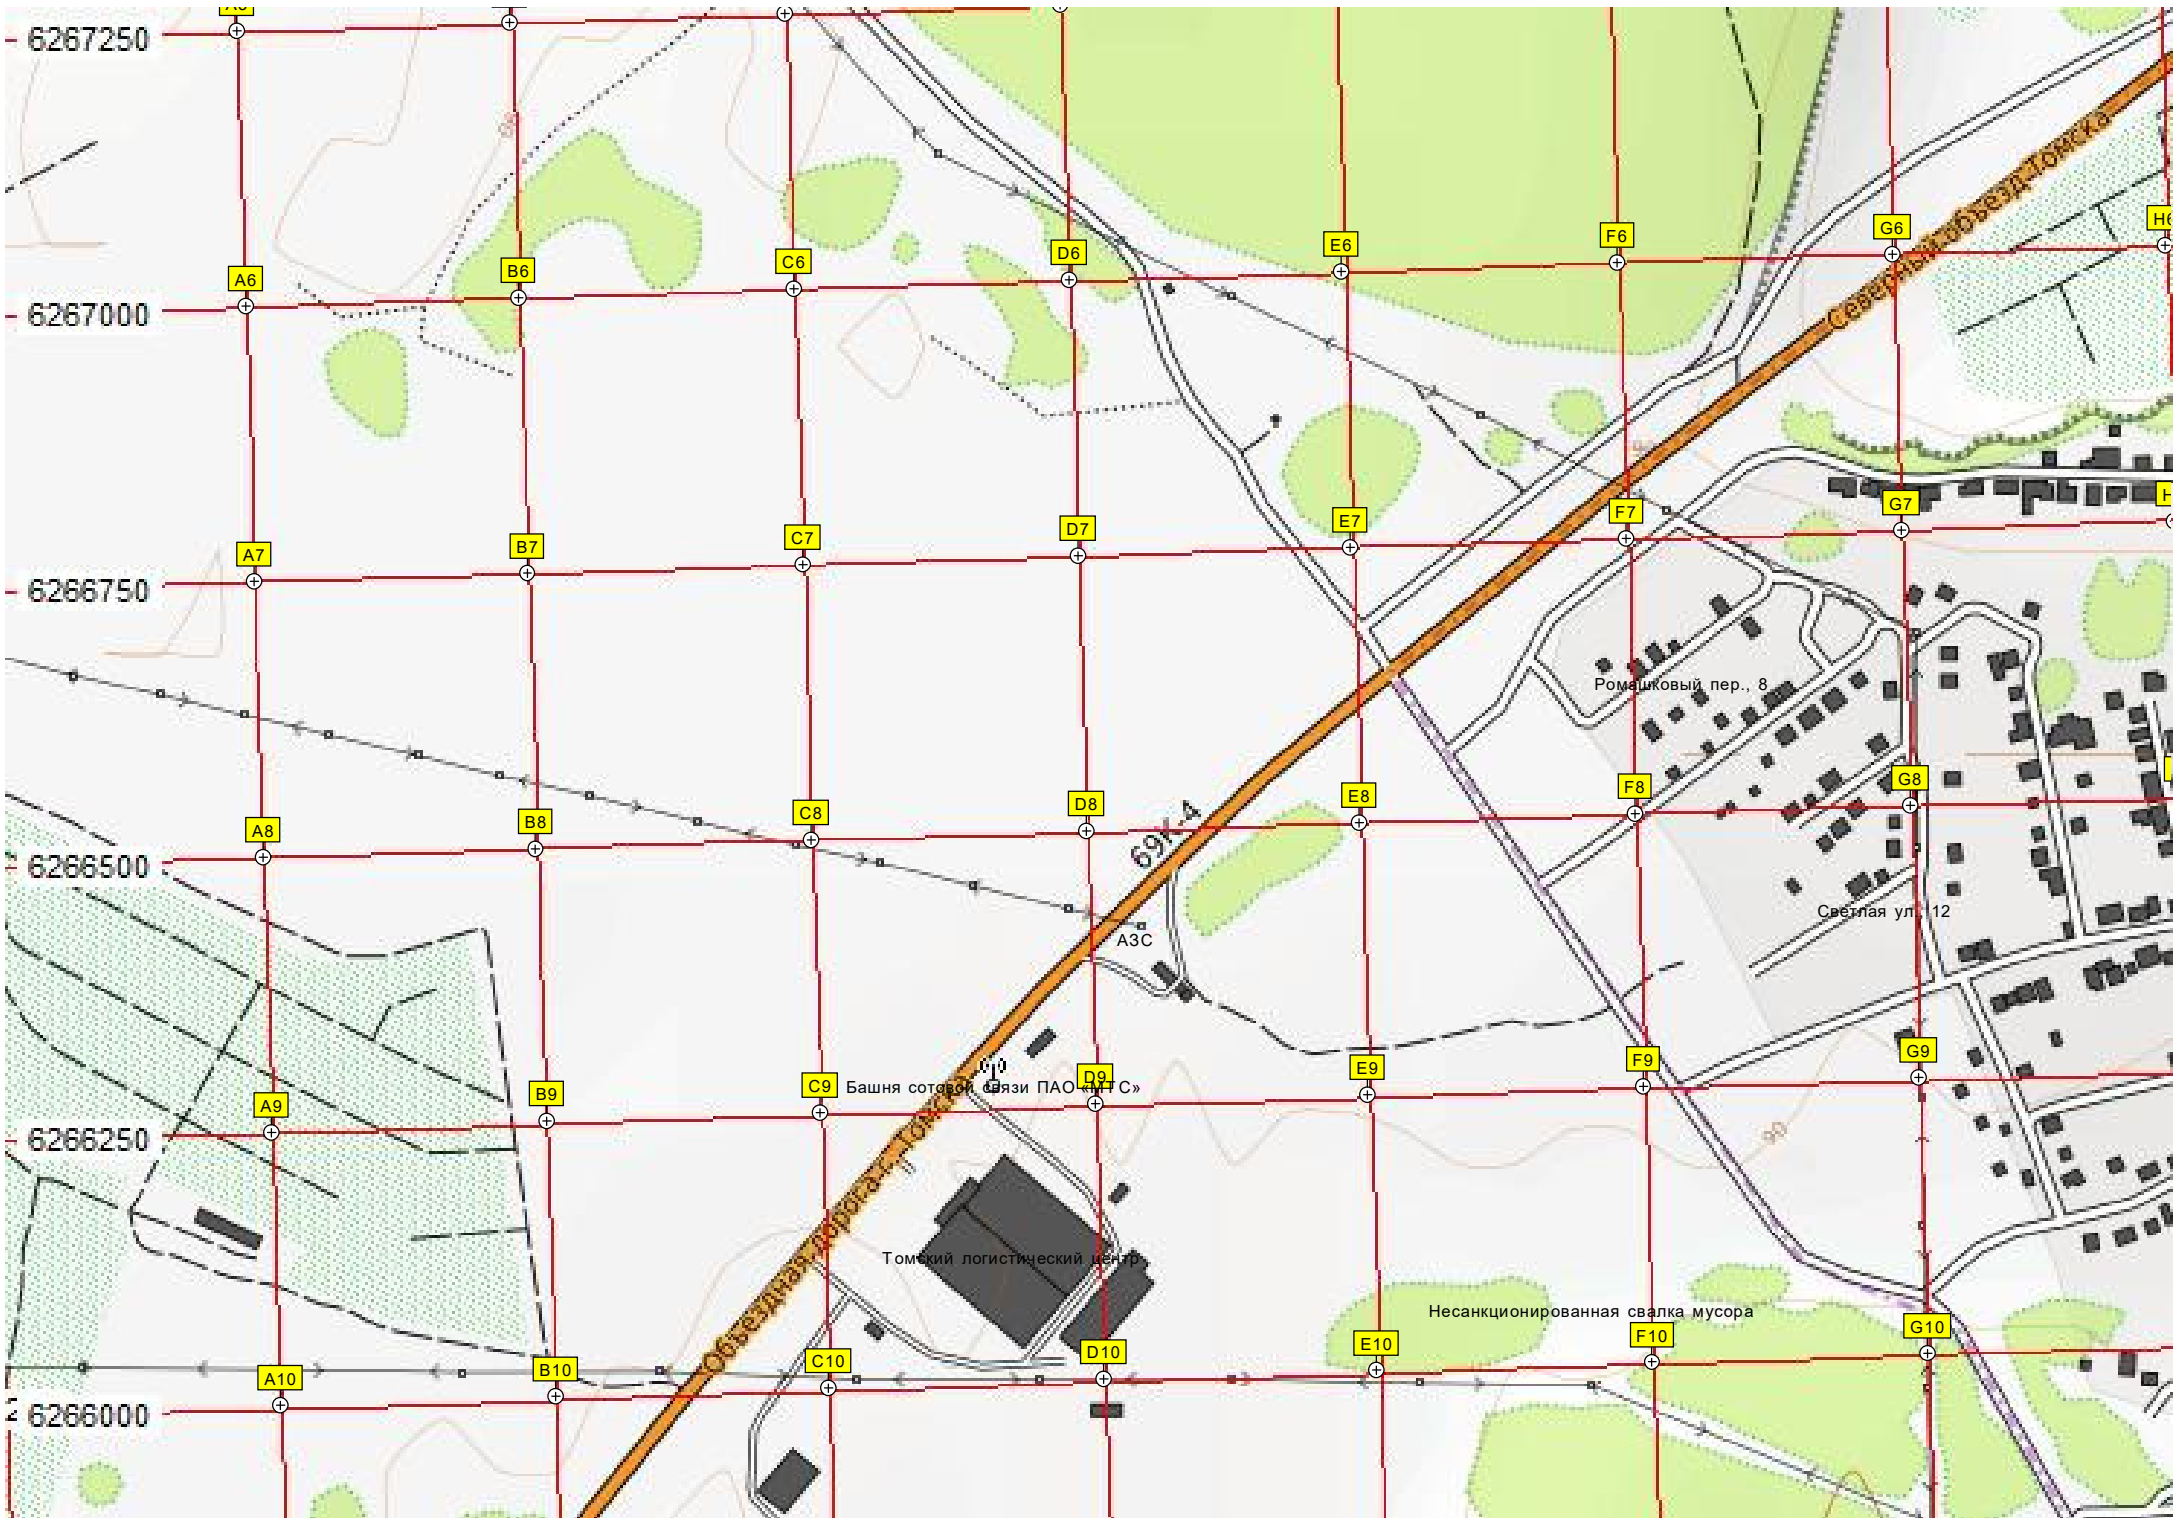 6267250
98
Северный объезд Томска
A6
B6
C6
D6
E6
F6
G6
H6
6267000
A7
B7
C7
D7
E7
F7
G7
H
6266750
Ромашковый пер., 8
A8
B8
C8
D8
E8
F8
G8
69К-4
6266500
Светлая ул., 12
АЗС
A9
B9
C9
D9
E9
F9
G9
Башня сотовой связи ПАО «МТС»
6266250
90
Объездная дорога г. Томска
Томский логистический центр
Несанкционированная свалка мусора
A10
B10
C10
D10
E10
F10
G10
6266000